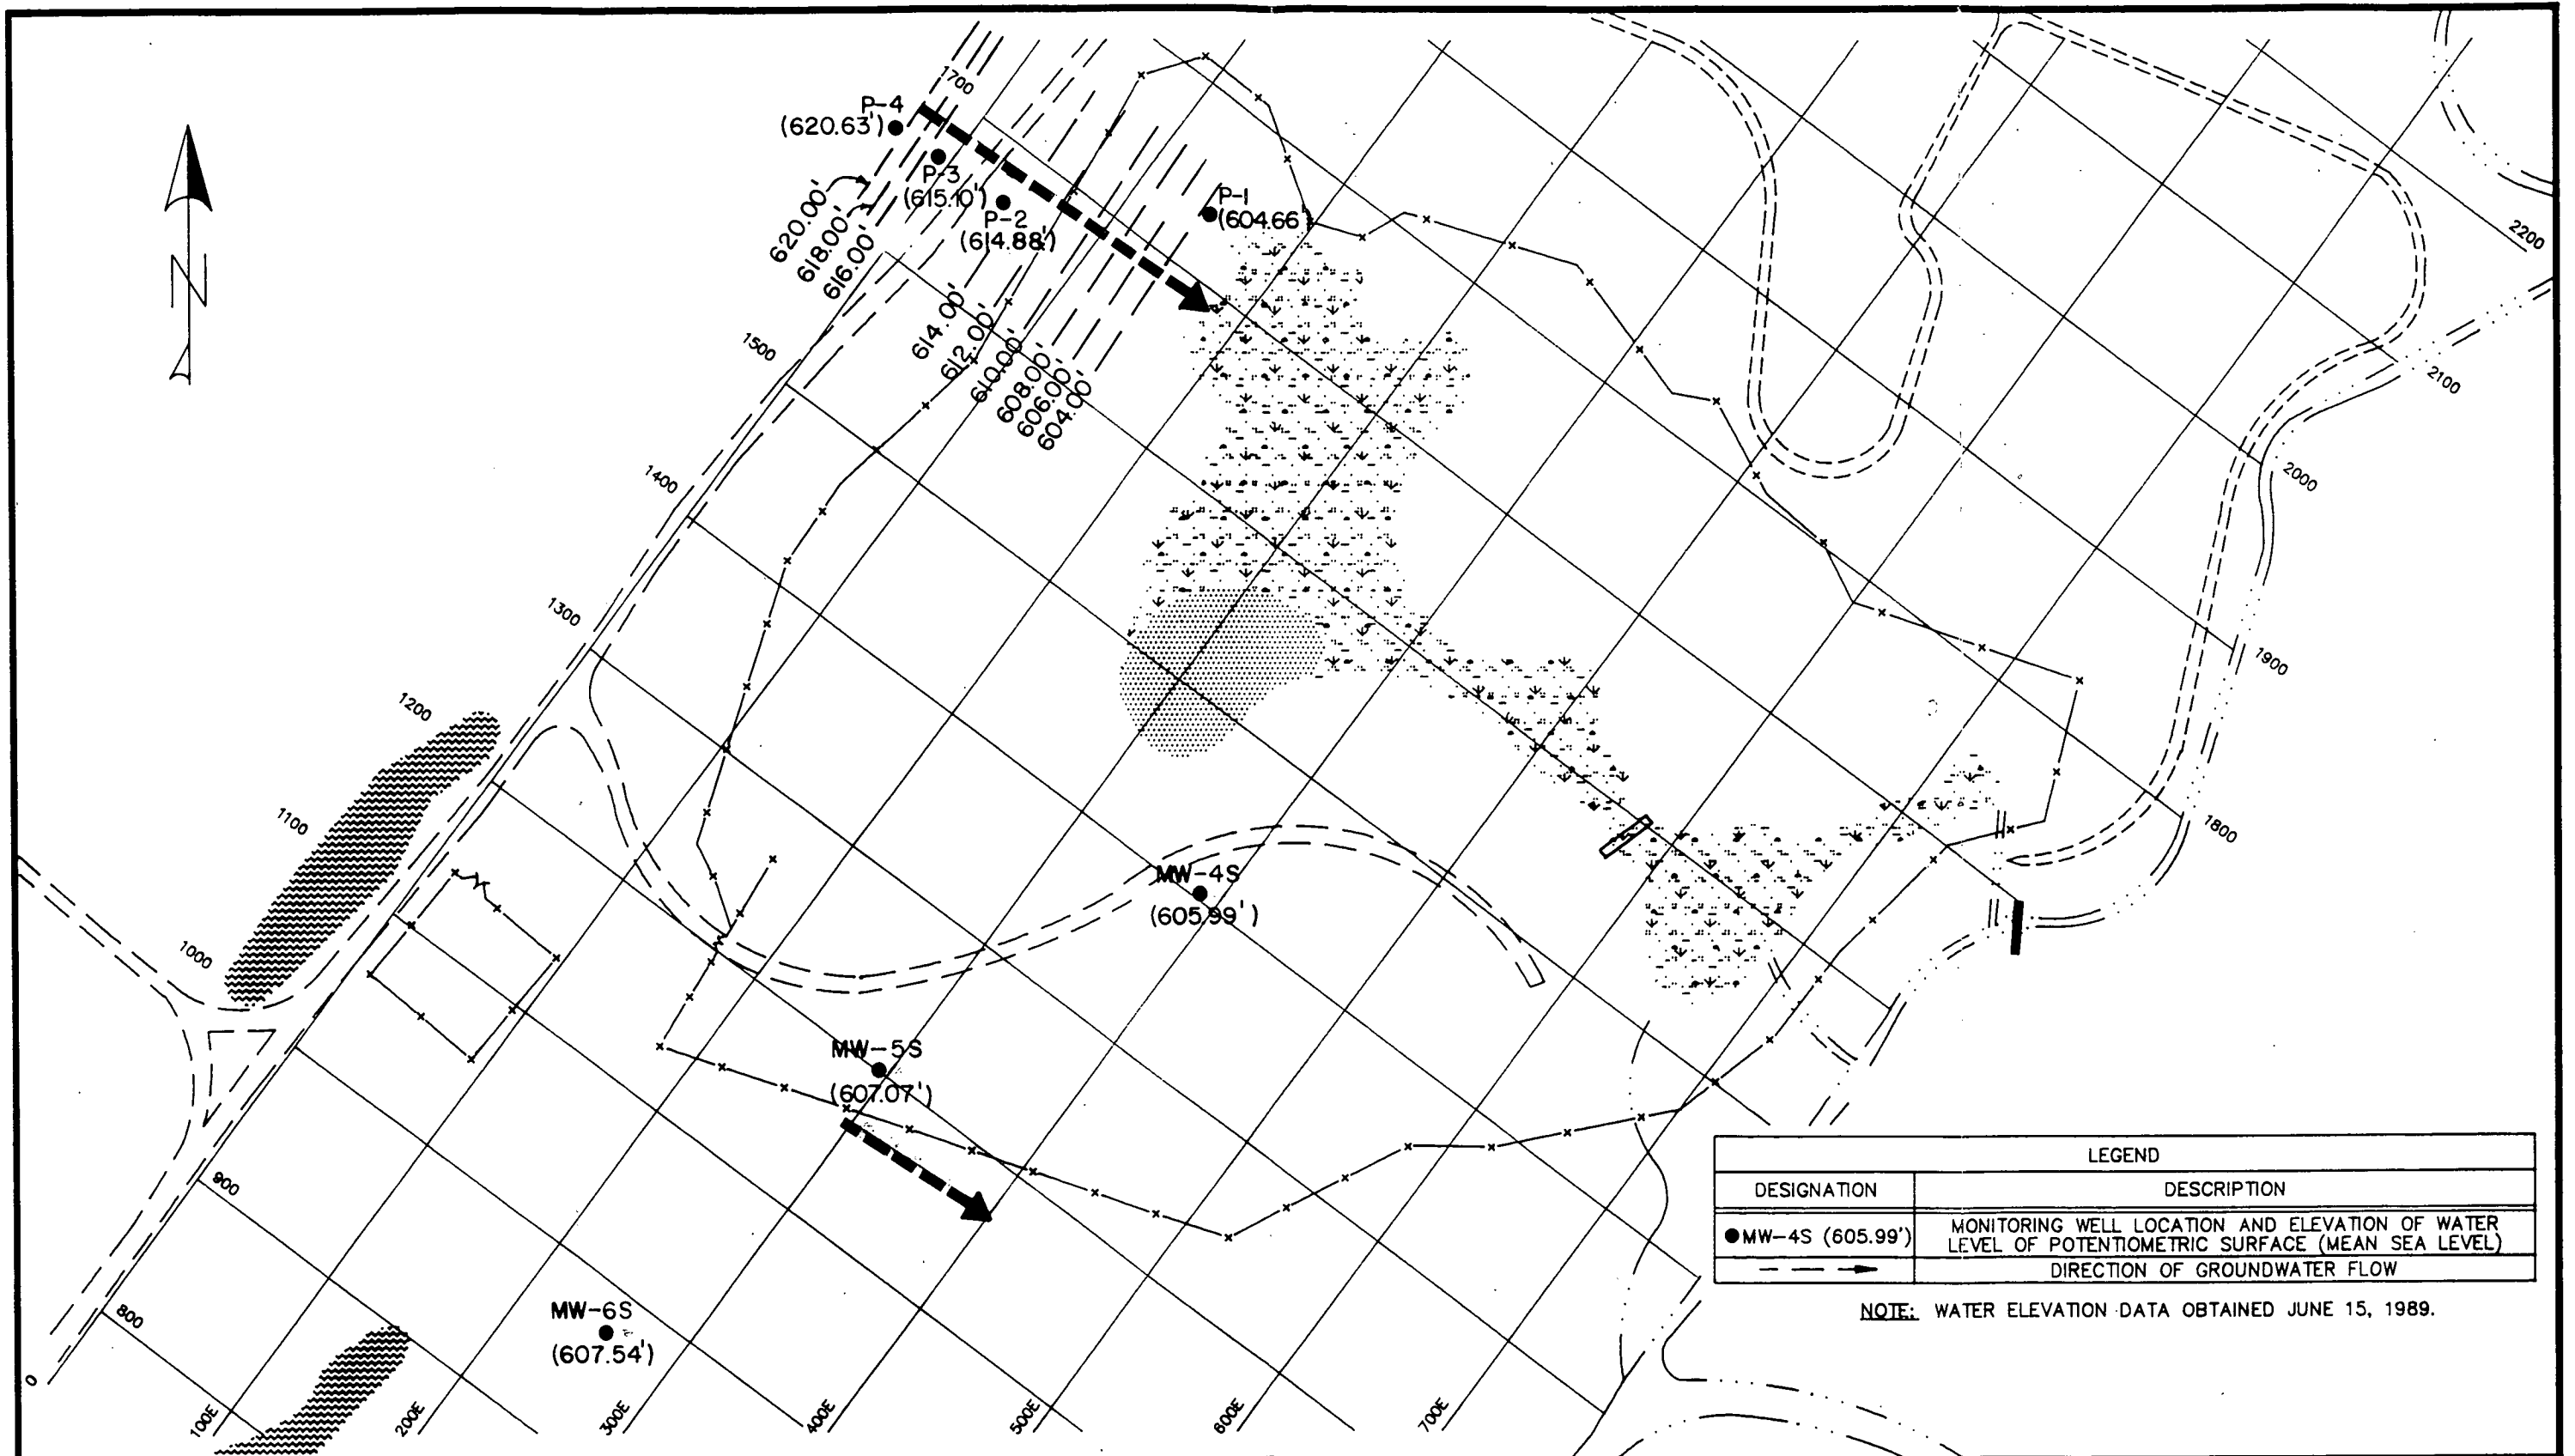 1700
P-4
(620.63')
P-3
(615.10')
P-2
(614.88')
P-1
(604.66')
620.00'
618.00'
616.00'
614.00'
612.00'
610.00'
608.00'
606.00'
604.00'
N
2200
2100
2000
1900
1800
1500
1400
1300
1200
1100
1000
900
800
0
MW-4S
(605.99')
MW-5S
(607.07')
MW-6S
(607.54')
100E
200E
300E
400E
500E
600E
700E
LEGEND
DESIGNATION DESCRIPTION
MW-4S (605.99') MONITORING WELL LOCATION AND ELEVATION OF WATER
LEVEL OF POTENTIOMETRIC SURFACE (MEAN SEA LEVEL)
DIRECTION OF GROUNDWATER FLOW
NOTE: WATER ELEVATION DATA OBTAINED JUNE 15, 1989.